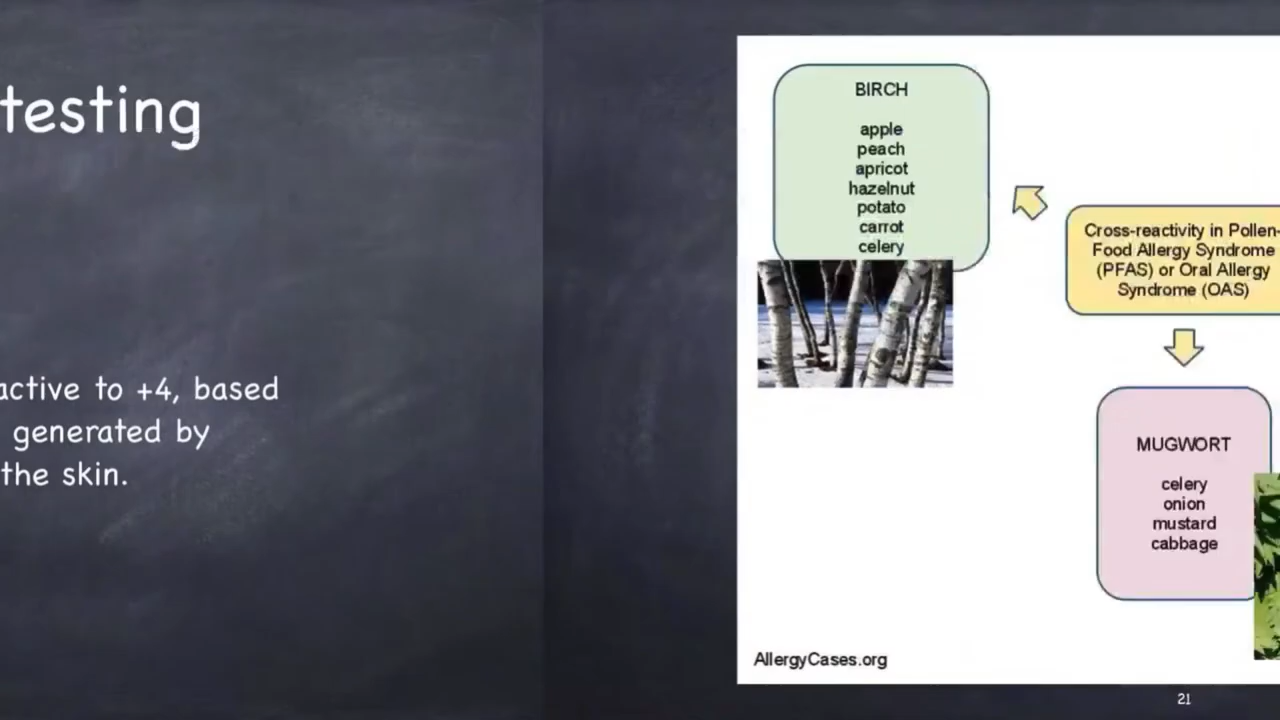 testing
active to +4, based
generated by
the skin.
BIRCH
apple
peach
apricot
hazelnut
potato
carrot
celery
Cross-reactivity in Pollen-
Food Allergy Syndrome
(PFAS) or Oral Allergy
Syndrome (OAS)
MUGWORT
celery
onion
mustard
cabbage
AllergyCases.org
21